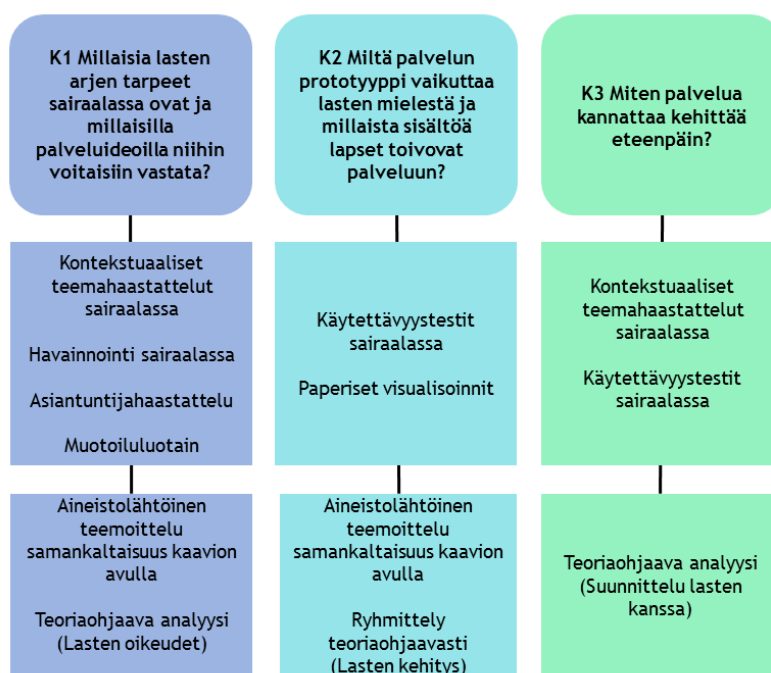 K1 Millaisia lasten
arjen tarpeet
sairaalassa ovat ja
millaisilla
palveluideoilla niihin
voitaisiin vastata?
Kontekstuaaliset
teemahaastattelut
sairaalassa
Havainnointi sairaalassa
Asiantuntijahaastattelu
Muotoiluluotain
Aineistolähtöinen
teemoittelu
samankaltaisuus kaavion
avulla
Teoriaohjaava analyysi
(Lasten oikeudet)
K2 Miltä palvelun
prototyyppi vaikuttaa
lasten mielestä ja
millaista sisältöä
lapset toivovat
palveluun?
Käytettävyystestit
sairaalassa
Paperiset visualisoinnit
Aineistolähtöinen
teemoittelu
samankaltaisuus kaavion
avulla
Ryhmittely
teoriaohjaavasti
(Lasten kehitys)
K3 Miten palvelua
kannattaa kehittää
eteenpäin?
Kontekstuaaliset
teemahaastattelut
sairaalassa
Käytettävyystestit
sairaalassa
Teoriaohjaava analyysi
(Suunnittelu lasten
kanssa)